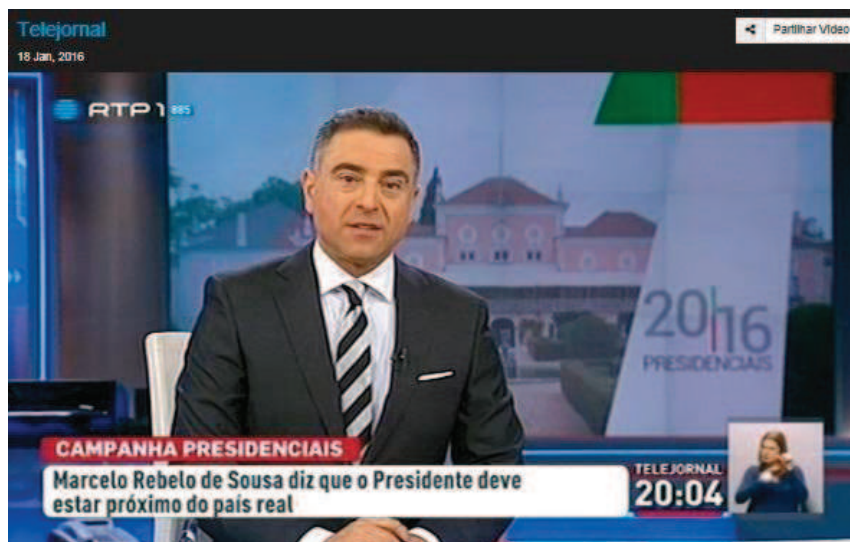 Telejornal
18 Jan, 2016
Partilhar Vídeo
RTP 1 885
20|16
PRESIDENCIAIS
CAMPANHA PRESIDENCIAIS
Marcelo Rebelo de Sousa diz que o Presidente deve
estar próximo do país real
TELEJORNAL
20:04